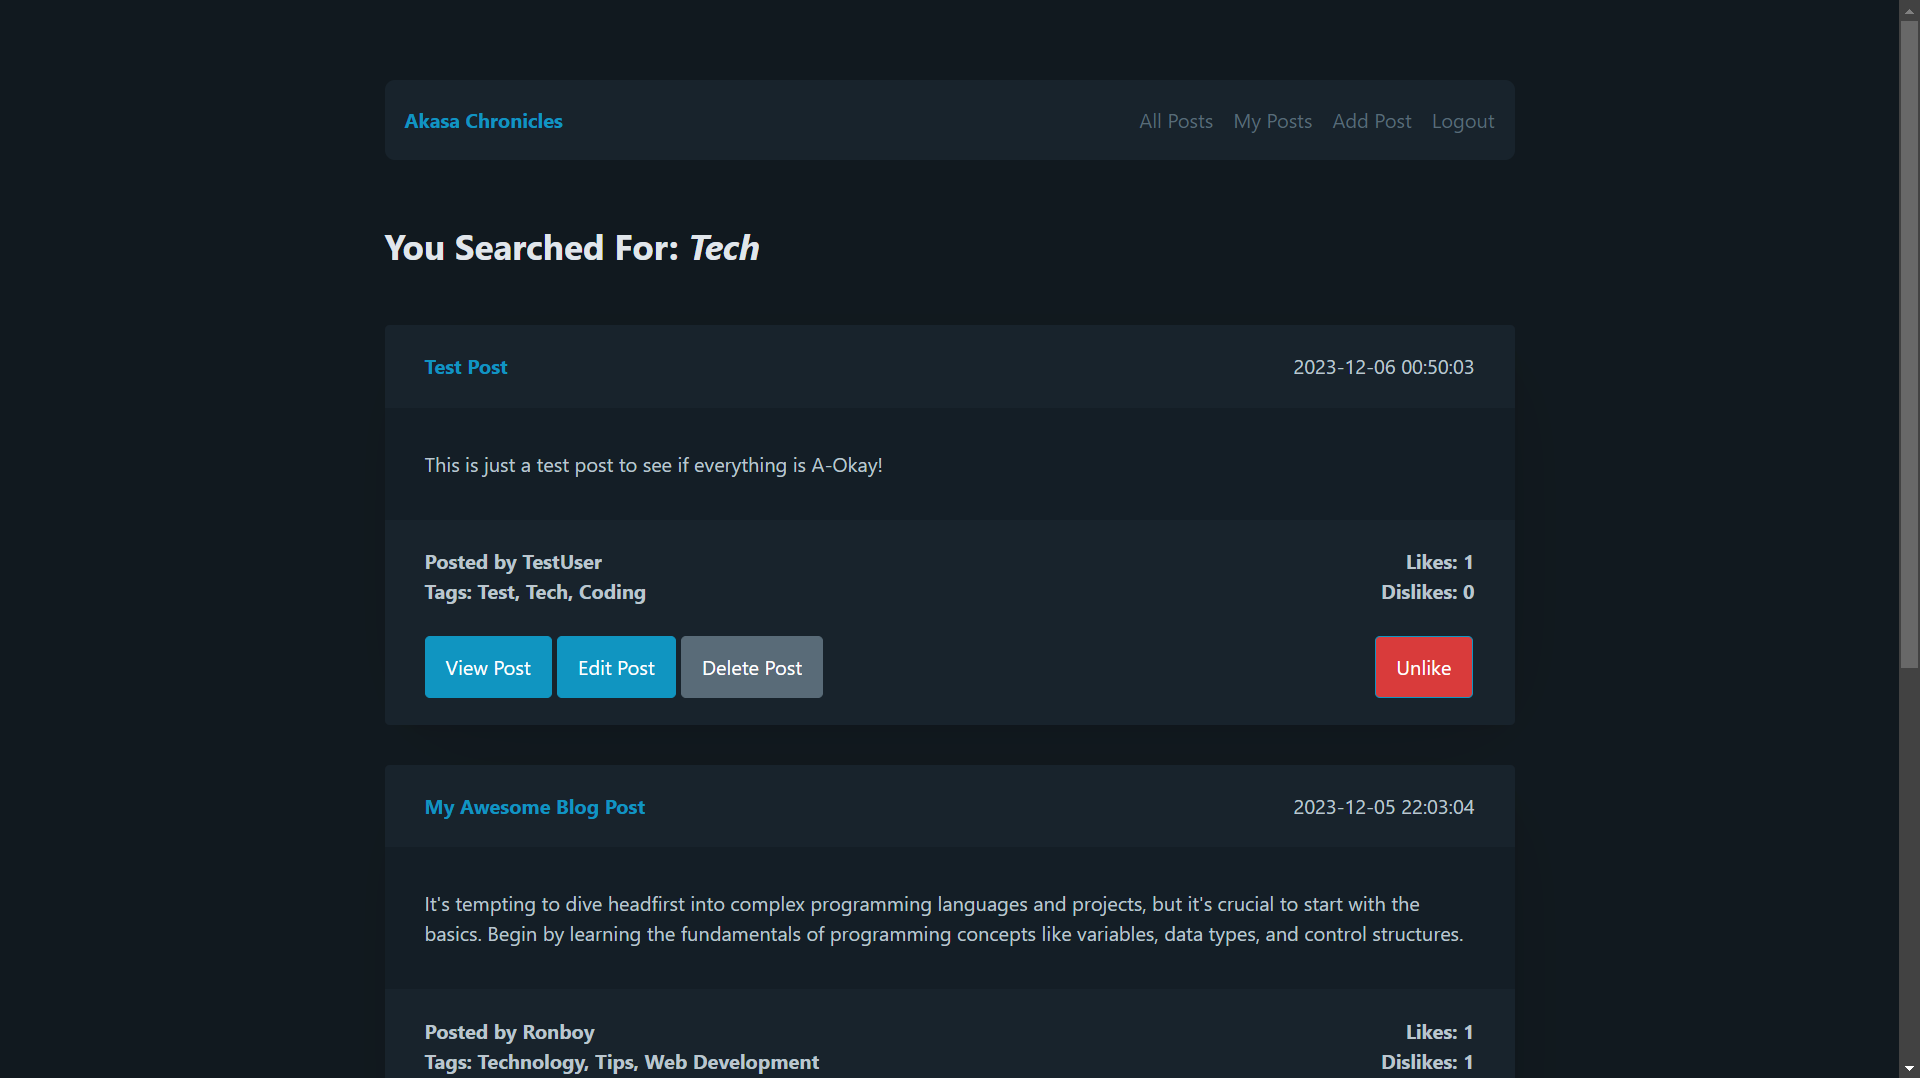 Akasa Chronicles All Posts My Posts Add Post Logout
You Searched For: Tech
Test Post 2023-12-06 00:50:03
This is just a test post to see if everything is A-Okay!
Posted by TestUser Likes: 1
Tags: Test, Tech, Coding Dislikes: 0
View Post Edit Post Delete Post Unlike
My Awesome Blog Post 2023-12-05 22:03:04
It's tempting to dive headfirst into complex programming languages and projects, but it's crucial to start with the
basics. Begin by learning the fundamentals of programming concepts like variables, data types, and control structures.
Posted by Ronboy Likes: 1
Tags: Technology, Tips, Web Development Dislikes: 1